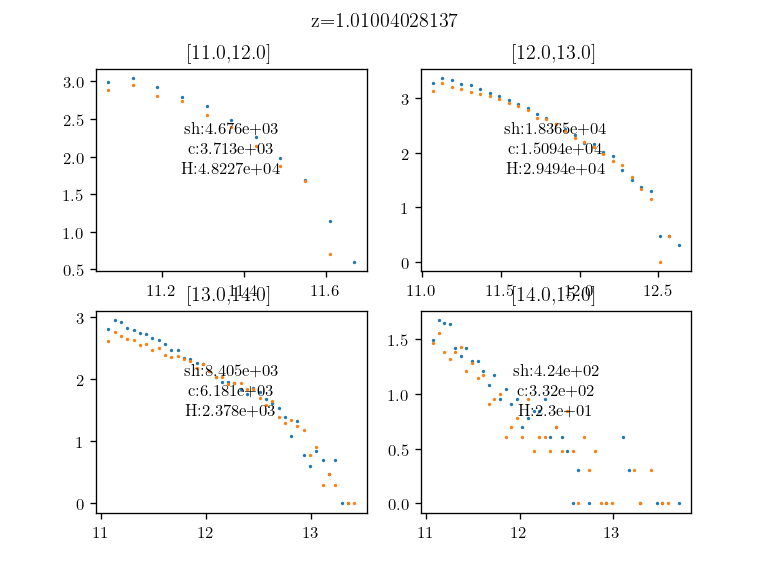 z=1.01004028137
[11.0,12.0]
[12.0,13.0]
3.0
2.5
2.0
1.5
1.0
0.5
sh:4.676e+03
c:3.713e+03
H:4.8227e+04
11.2
11.4
11.6
3
2
1
0
sh:1.8365e+04
c:1.5094e+04
H:2.9494e+04
11.0
11.5
12.0
12.5
[13.0,14.0]
[14.0,15.0]
3
2
1
0
sh:8.405e+03
c:6.181e+03
H:2.378e+03
11
12
13
1.5
1.0
0.5
0.0
sh:4.24e+02
c:3.32e+02
H:2.3e+01
11
12
13